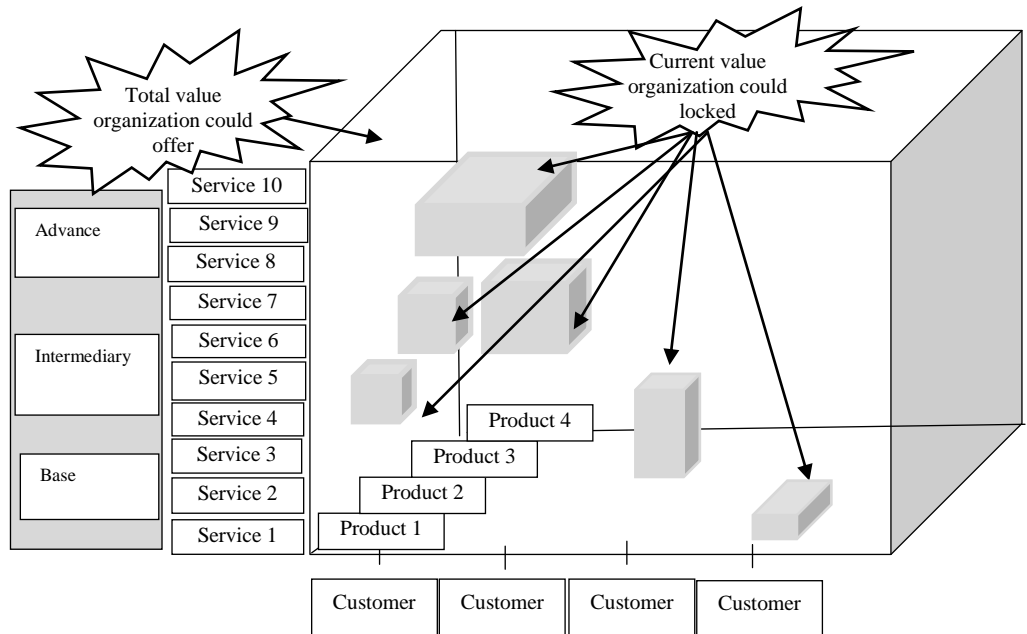 Total value
organization could
offer
Current value
organization could
locked
Advance
Intermediary
Base
Service 10
Service 9
Service 8
Service 7
Service 6
Service 5
Service 4
Service 3
Service 2
Service 1
Product 4
Product 3
Product 2
Product 1
Customer
Customer
Customer
Customer